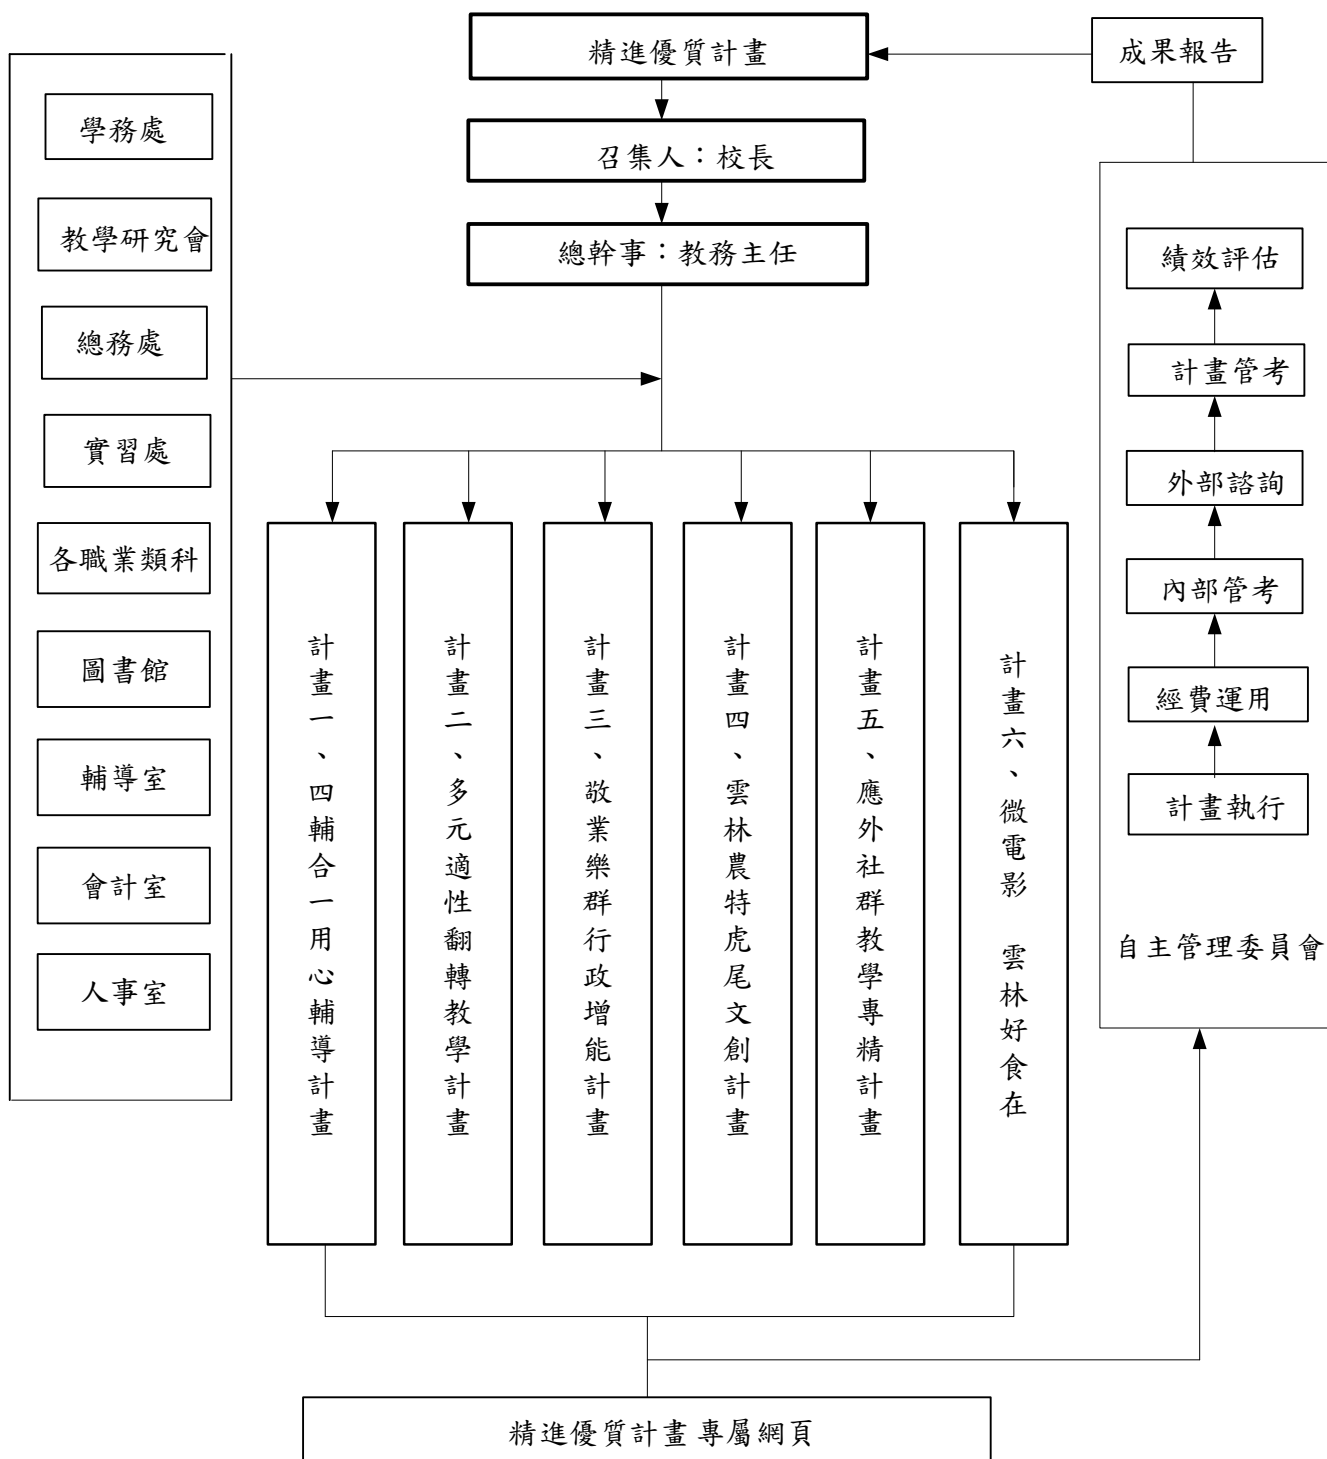 精進優質計畫
成果報告
召集人：校長
總幹事：教務主任
學務處
教學研究會
總務處
實習處
各職業類科
圖書館
輔導室
會計室
人事室
計畫一、四輔合一用心輔導計畫
計畫二、多元適性翻轉教學計畫
計畫三、敬業樂群行政增能計畫
計畫四、雲林農特虎尾文創計畫
計畫五、應外社群教學專精計畫
計畫六、微電影 雲林好食在
績效評估
計畫管考
外部諮詢
內部管考
經費運用
計畫執行
自主管理委員會
精進優質計畫專屬網頁